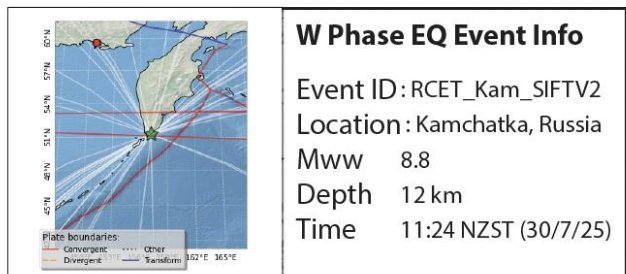 W Phase EQ Event Info
Event ID : RCET_Kam_SIFTV2
Location : Kamchatka, Russia
Mww 8.8
Depth 12 km
Time 11:24 NZST (30/7/25)
60°N
57°N
54°N
51°N
48°N
45°N
Plate boundaries:
Convergent Other
Divergent Transform
162°E 165°E